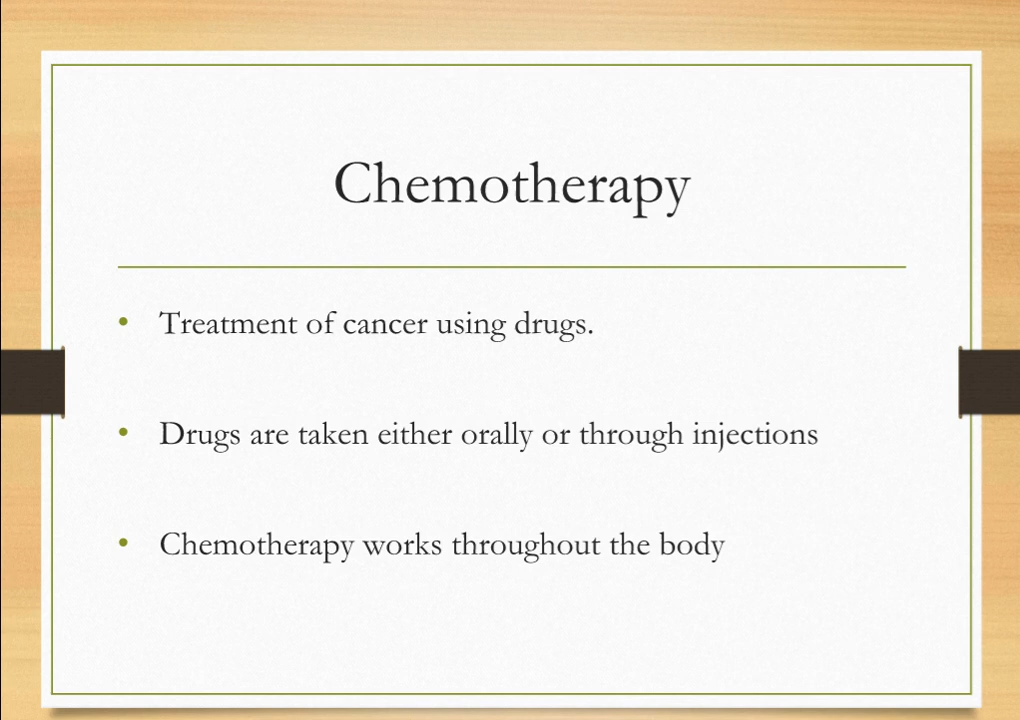 Chemotherapy
• Treatment of cancer using drugs.
• Drugs are taken either orally or through injections
• Chemotherapy works throughout the body